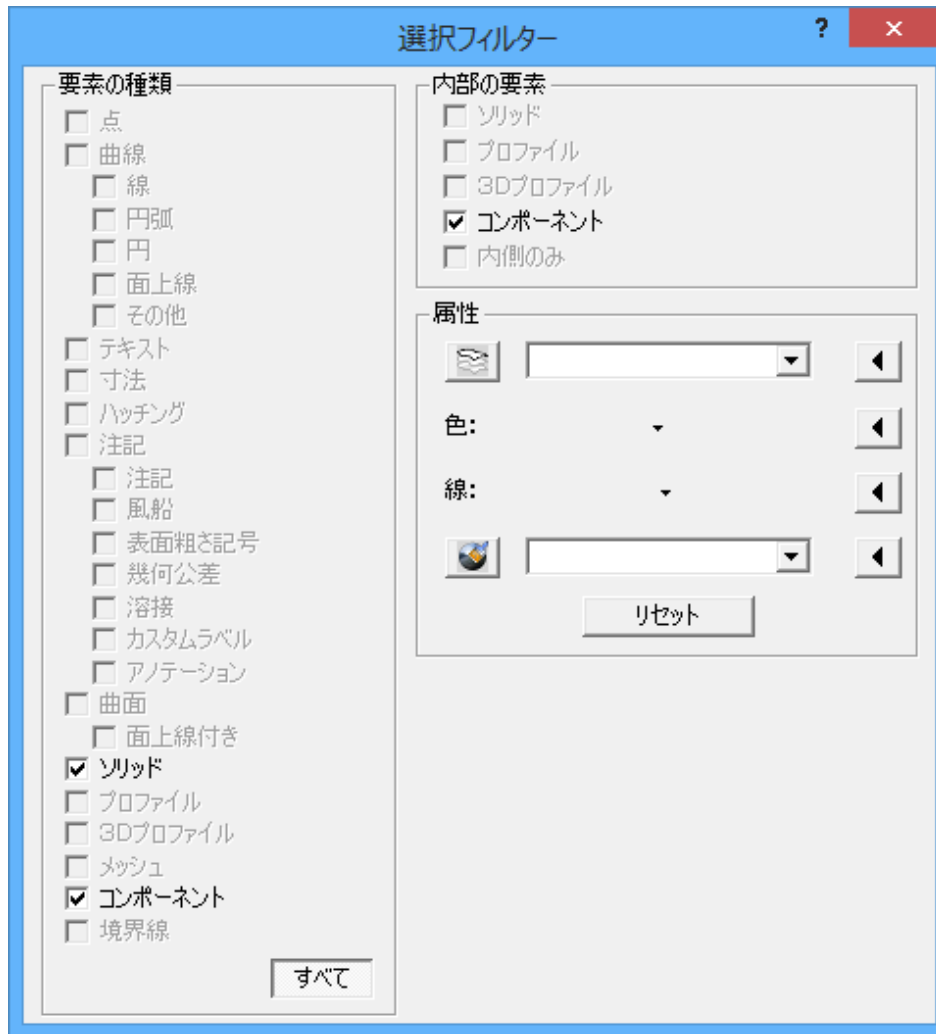 選択フィルター
?
×
要素の種類
点
曲線
線
円弧
円
面上線
その他
テキスト
寸法
ハッチング
注記
注記
風船
表面粗さ記号
幾何公差
溶接
カスタムラベル
アノテーション
曲面
面上線付き
ソリッド
プロファイル
3Dプロファイル
メッシュ
コンポーネント
境界線
すべて
内部の要素
ソリッド
プロファイル
3Dプロファイル
コンポーネント
内側のみ
属性
色:
線:
リセット